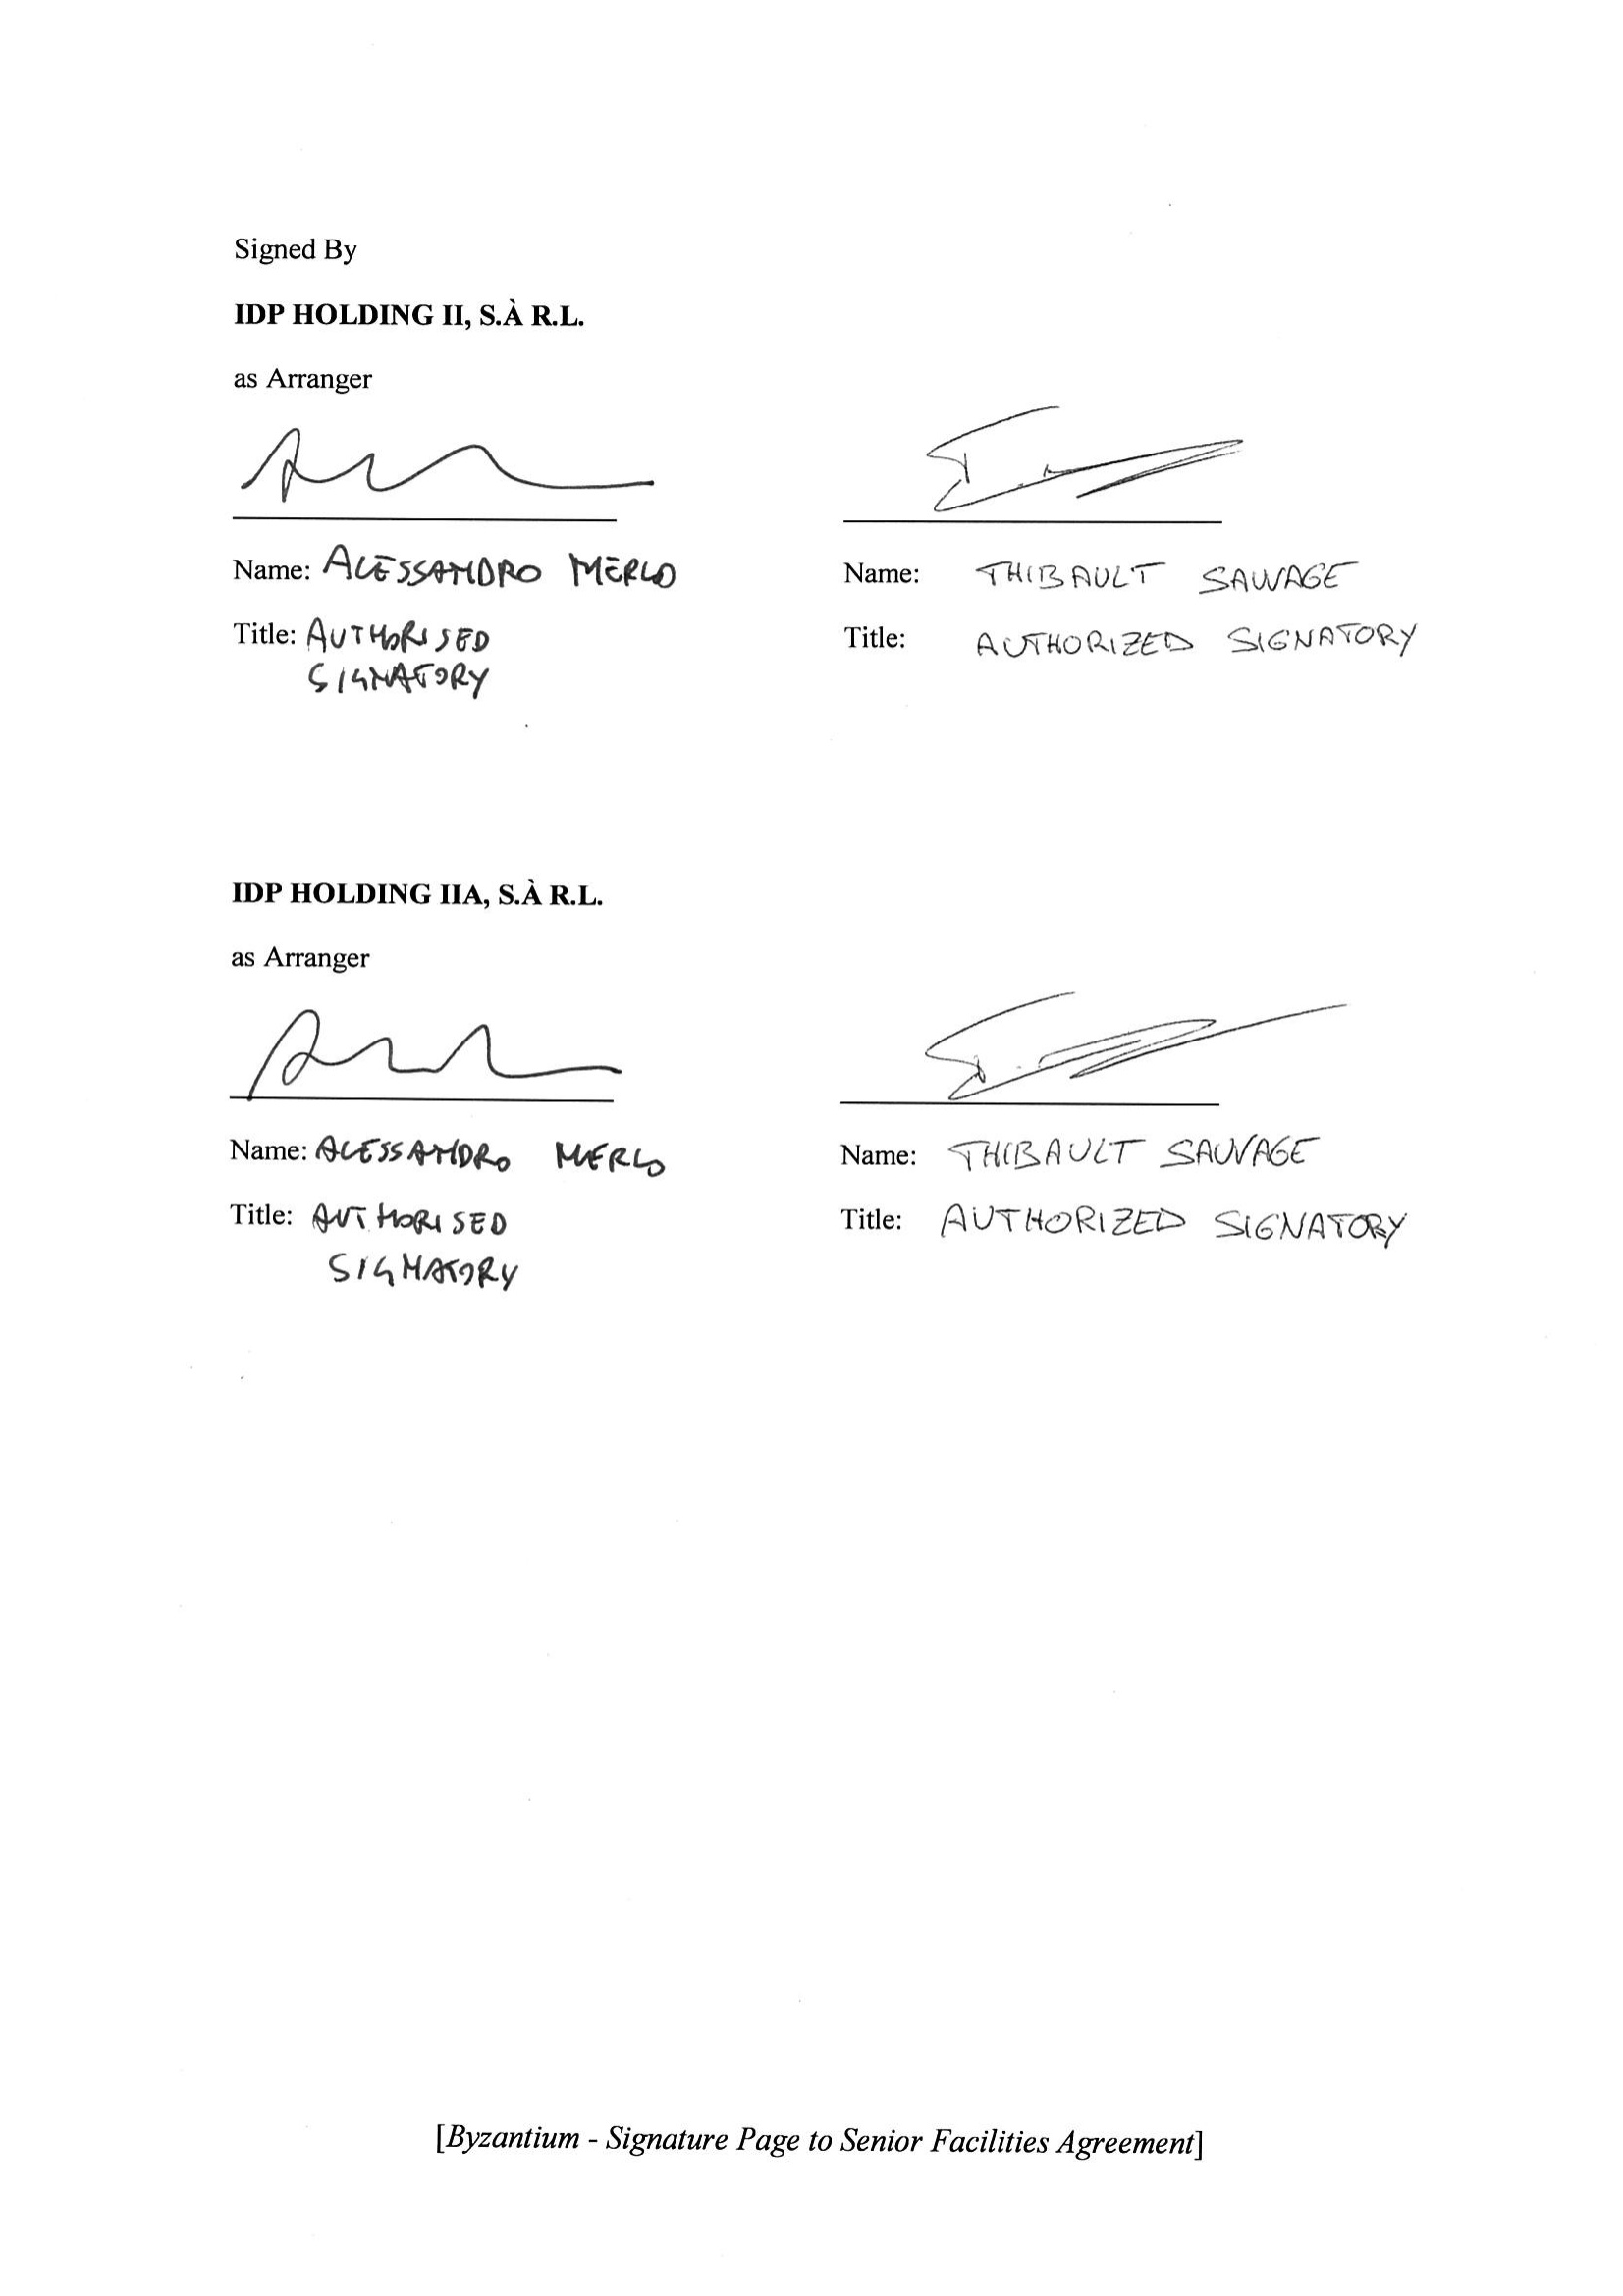 Signed By
IDP HOLDING II, S.À R.L.
as Arranger
Name: ALESSANDRO MERLO
Title: AUTHORISED
SIGNATORY
Name: THIBAULT SAUVAGE
Title: AUTHORIZED SIGNATORY
IDP HOLDING IIA, S.À R.L.
as Arranger
Name: ALESSANDRO MERLO
Title: AUTHORISED
SIGNATORY
Name: THIBAULT SAUVAGE
Title: AUTHORIZED SIGNATORY
[Byzantium - Signature Page to Senior Facilities Agreement]